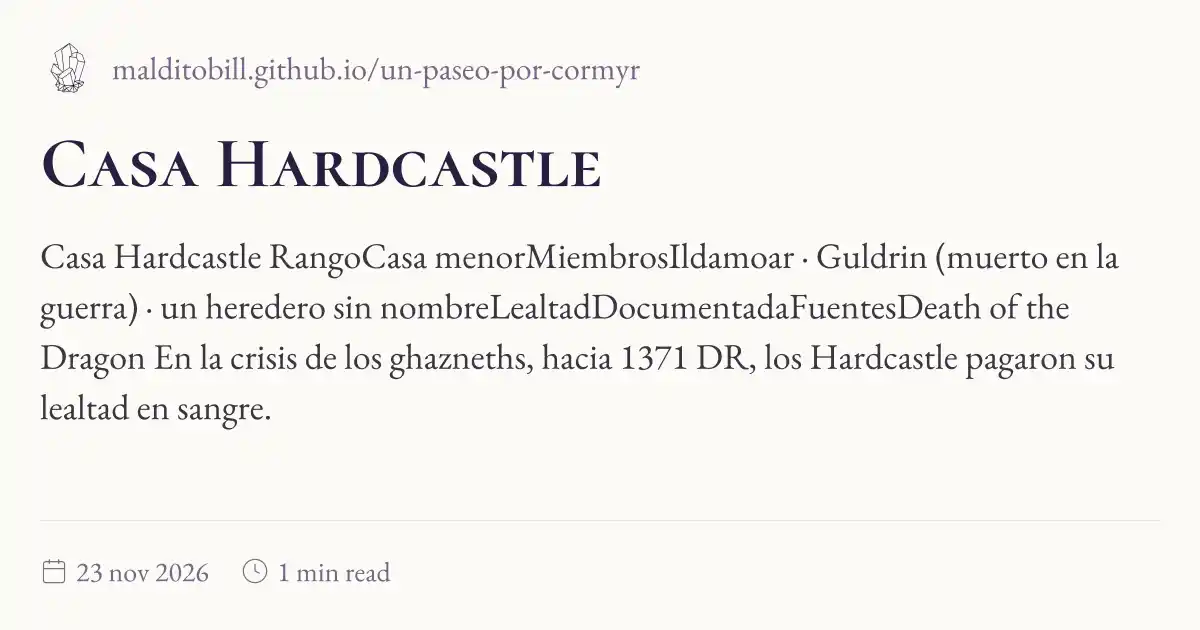 malditobill.github.io/un-paseo-por-cormyr
Casa Hardcastle
Casa Hardcastle RangoCasa menorMiembrosIldamoar · Guldrin (muerto en la
guerra) · un heredero sin nombreLealtadDocumentadaFuentesDeath of the
Dragon En la crisis de los ghazneths, hacia 1371 DR, los Hardcastle pagaron su
lealtad en sangre.
23 nov 2026 1 min read